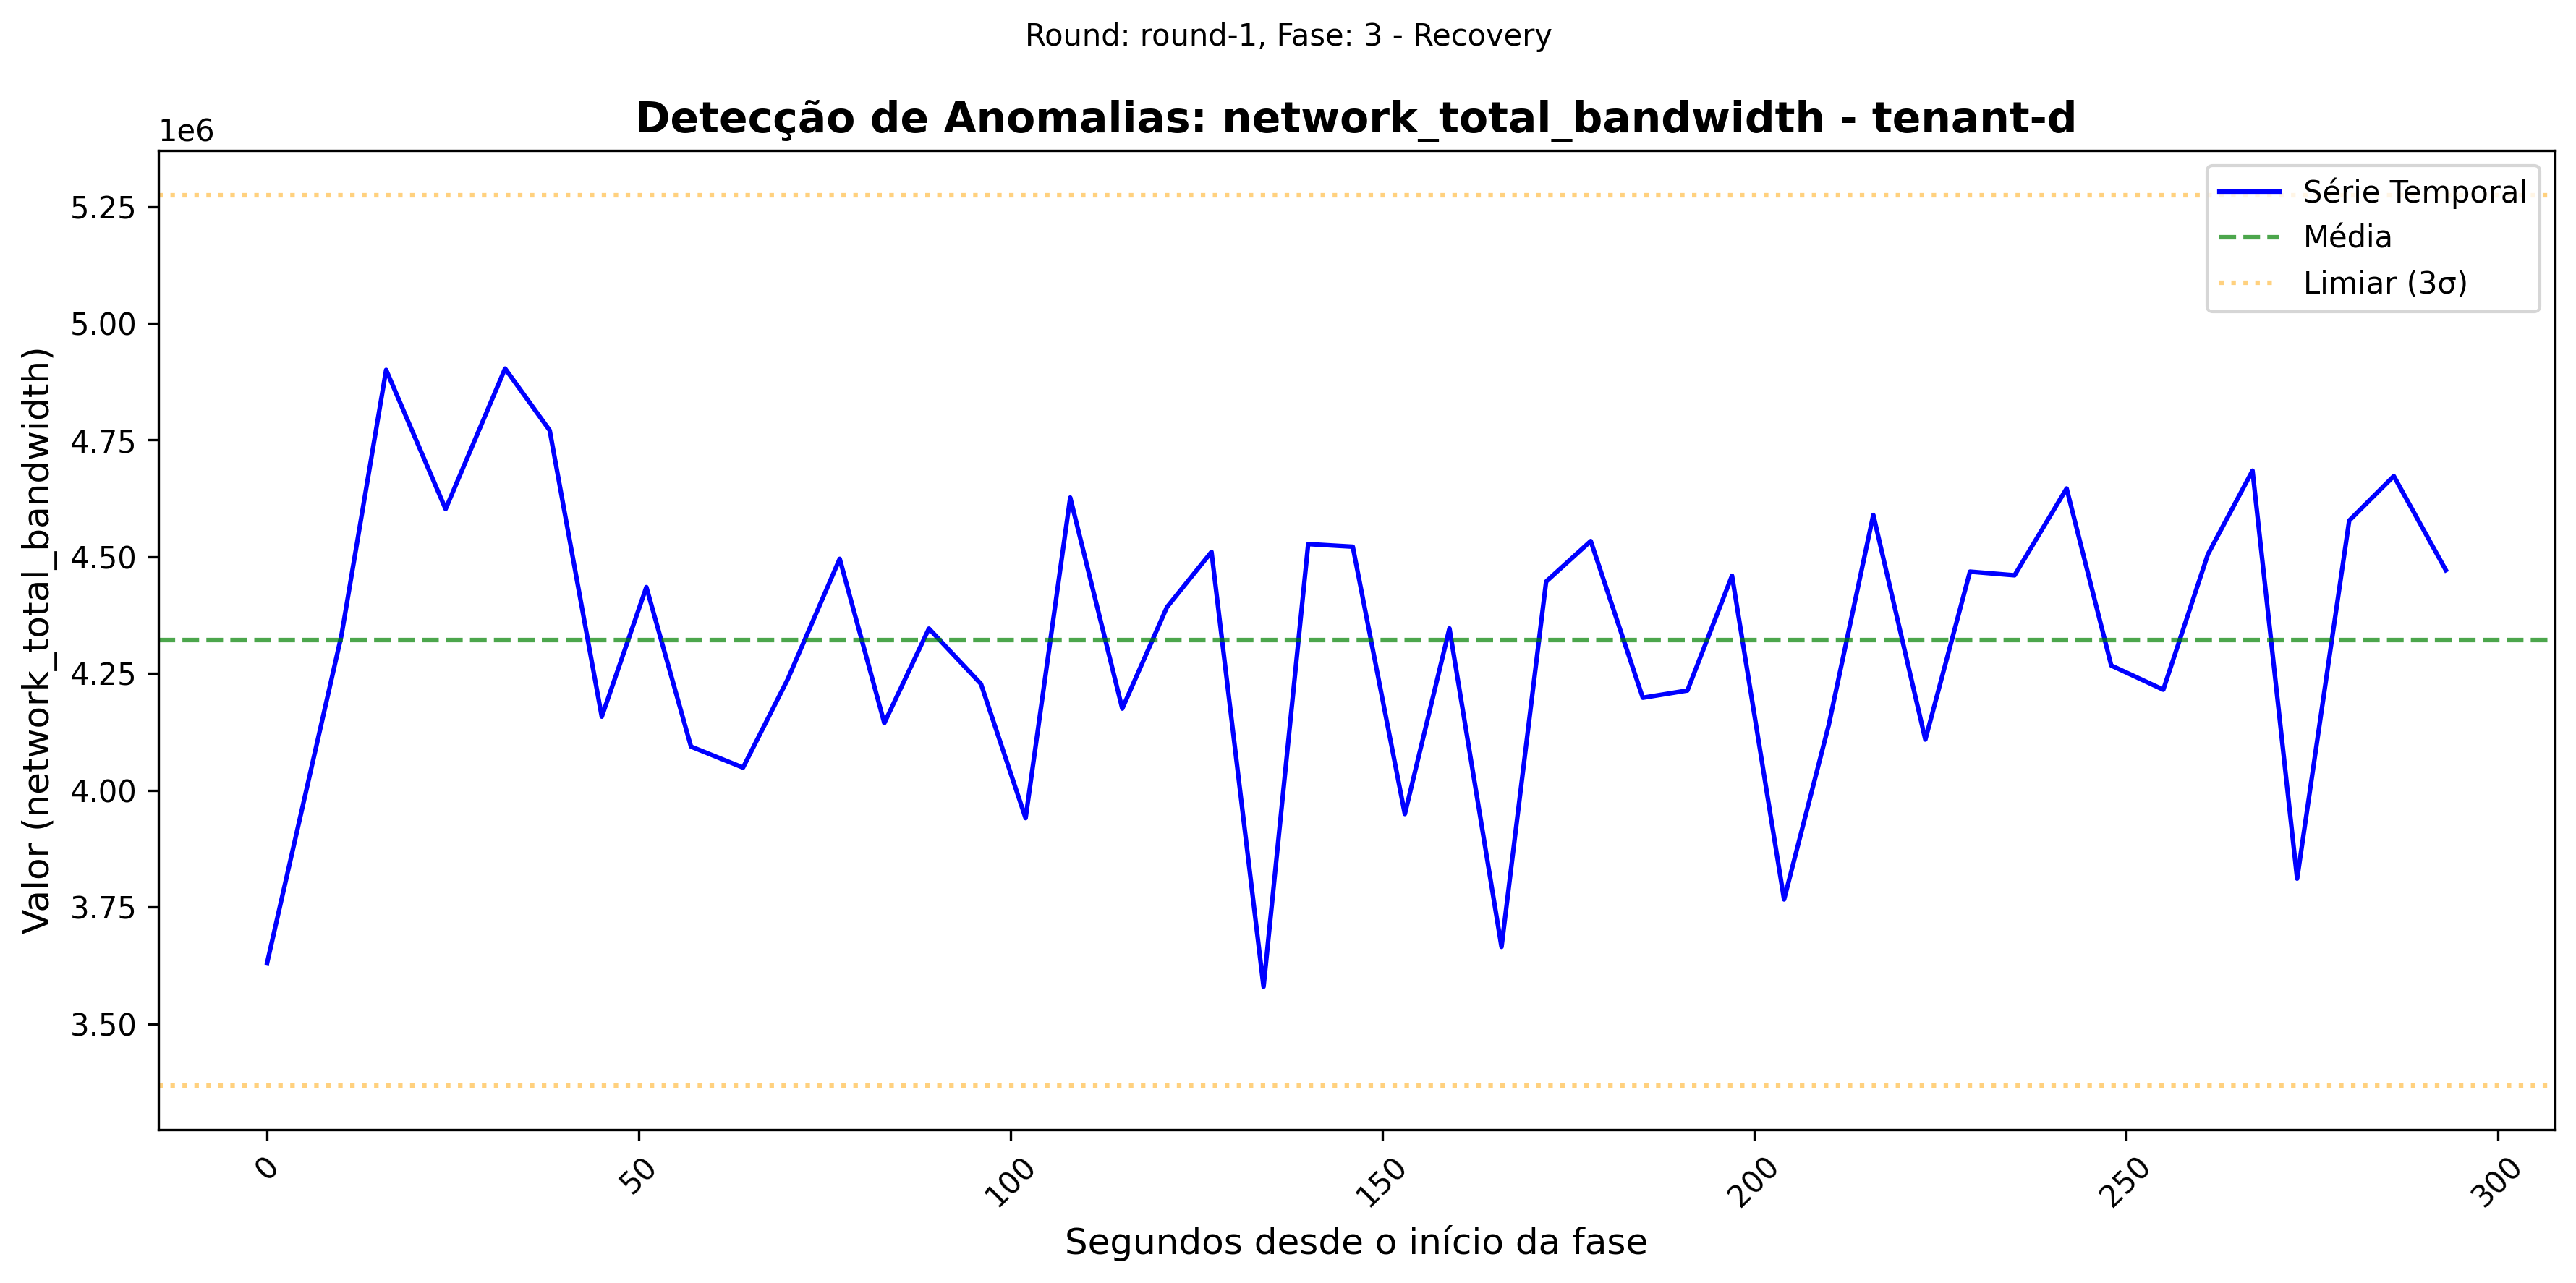 Round: round-1, Fase: 3 - Recovery
Detecção de Anomalias: network_total_bandwidth - tenant-d
1e6
Série Temporal
Média
Limiar (3σ)
5.25
5.00
4.75
4.50
4.25
4.00
3.75
3.50
Valor (network_total_bandwidth)
0
50
100
150
200
250
300
Segundos desde o início da fase